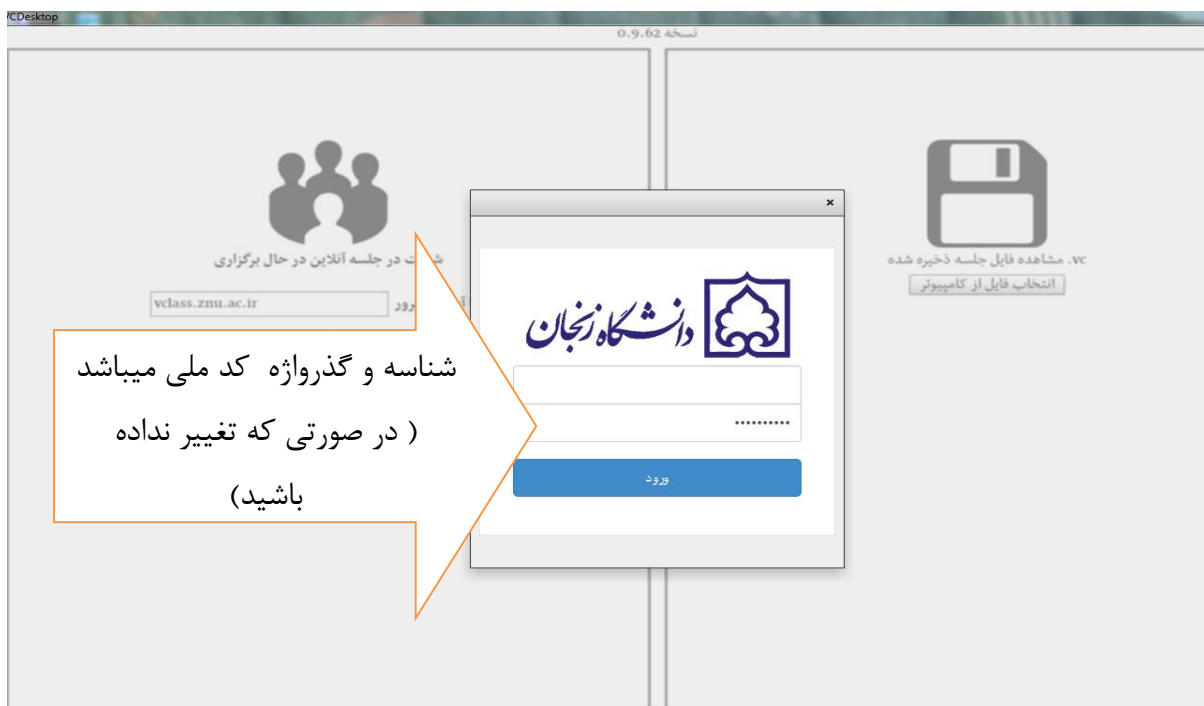 VCDesktop
نسخه 0.9.62
در جلسه آنلاین در حال برگزاری
vclass.znu.ac.ir
شناسه و گذرواژه کد ملی میباشد
( در صورتی که تغییر نداده
باشید)
×
دانشگاه زنجان
••••••••••
ورود
vc. مشاهده فایل جلسه ذخیره شده
انتخاب فایل از کامپیوتر